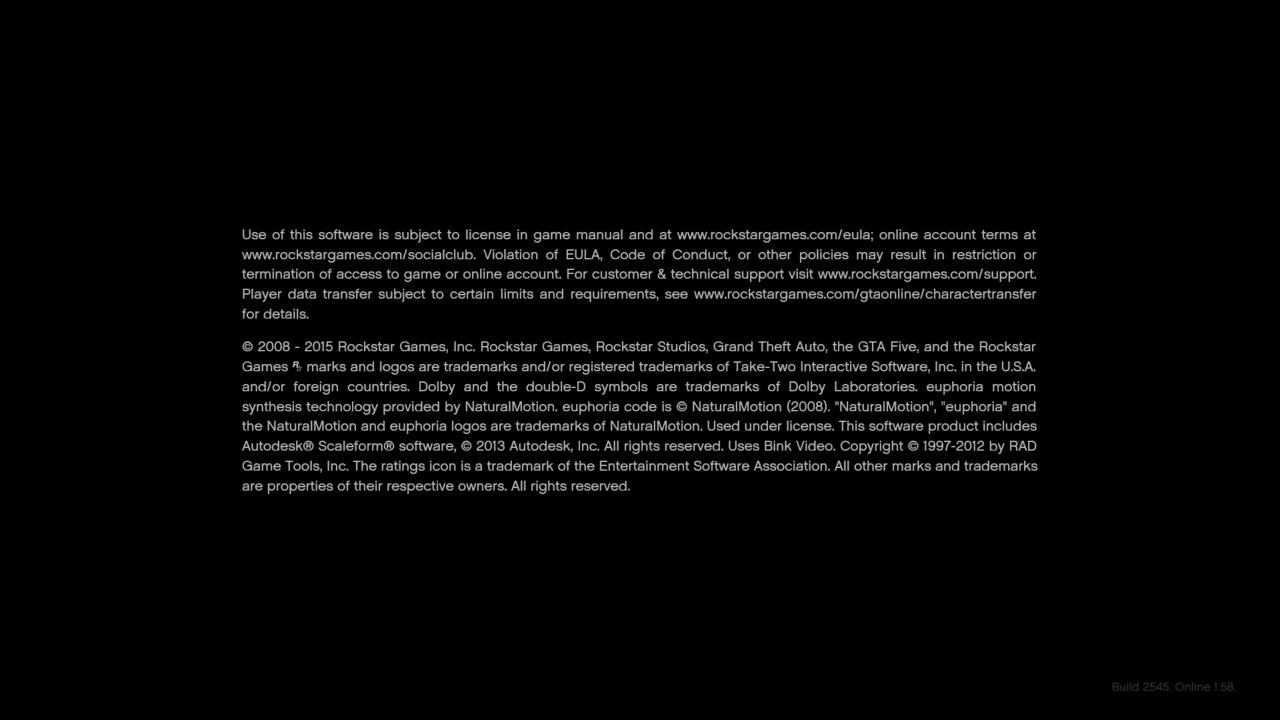 Use of this software is subject to license in game manual and at www.rockstargames.com/eula; online account terms at
www.rockstargames.com/socialclub. Violation of EULA, Code of Conduct, or other policies may result in restriction or
termination of access to game or online account. For customer & technical support visit www.rockstargames.com/support.
Player data transfer subject to certain limits and requirements, see www.rockstargames.com/gtaonline/charactertransfer
for details.
© 2008 - 2015 Rockstar Games, Inc. Rockstar Games, Rockstar Studios, Grand Theft Auto, the GTA Five, and the Rockstar
Games R* marks and logos are trademarks and/or registered trademarks of Take-Two Interactive Software, Inc. in the U.S.A.
and/or foreign countries. Dolby and the double-D symbols are trademarks of Dolby Laboratories. euphoria motion
synthesis technology provided by NaturalMotion. euphoria code is © NaturalMotion (2008). "NaturalMotion", "euphoria" and
the NaturalMotion and euphoria logos are trademarks of NaturalMotion. Used under license. This software product includes
Autodesk® Scaleform® software, © 2013 Autodesk, Inc. All rights reserved. Uses Bink Video. Copyright © 1997-2012 by RAD
Game Tools, Inc. The ratings icon is a trademark of the Entertainment Software Association. All other marks and trademarks
are properties of their respective owners. All rights reserved.
Build 2545. Online 1.58.